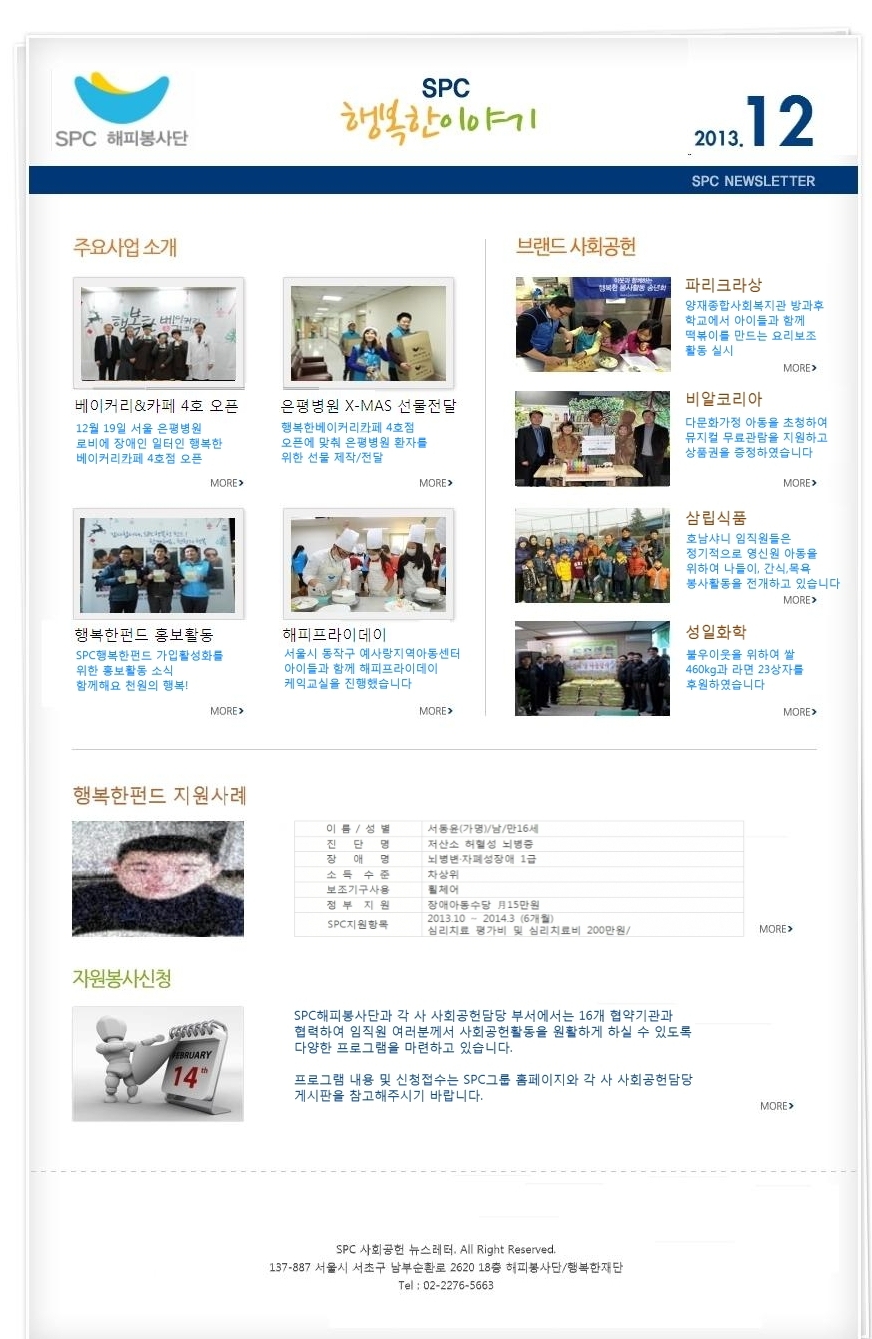 SPC 해피봉사단
SPC
행복한이야기
2013.12
SPC NEWSLETTER
주요사업 소개
베이커리&카페 4호 오픈
12월 19일 서울 은평병원
로비에 장애인 일터인 행복한
베이커리카페 4호점 오픈
MORE
은평병원 X-MAS 선물전달
행복한베이커리카페 4호점
오픈에 맞춰 은평병원 환자를
위한 선물 제작/전달
MORE
행복한펀드 홍보활동
SPC행복한펀드 가입활성화를
위한 홍보활동 소식
함께해요 천원의 행복!
MORE
해피프라이데이
서울시 동작구 예사랑지역아동센터
아이들과 함께 해피프라이데이
케익교실을 진행했습니다
MORE
브랜드 사회공헌
파리크라상
양재종합사회복지관 방과후
학교에서 아이들과 함께
떡볶이를 만드는 요리보조
활동 실시
MORE
비알코리아
다문화가정 아동을 초청하여
뮤지컬 무료관람을 지원하고
상품권을 증정하였습니다
MORE
삼립식품
호남샤니 임직원들은
정기적으로 영신원 아동을
위하여 나들이, 간식,목욕
봉사활동을 전개하고 있습니다
MORE
성일화학
불우이웃을 위하여 쌀
460kg과 라면 23상자를
후원하였습니다
MORE
행복한펀드 지원사례
이 름 / 성 별 서동윤(가명)/남/만16세
진 단 명 저산소 허혈성 뇌병증
장 애 명 뇌병변·자폐성장애 1급
소 득 수 준 차상위
보조기구사용 휠체어
정 부 지 원 장애아동수당 月15만원
SPC지원항목 2013.10 ~ 2014.3 (6개월)
심리치료 평가비 및 심리치료비 200만원/
MORE
자원봉사신청
FEBRUARY
14th
SPC해피봉사단과 각 사 사회공헌담당 부서에서는 16개 협약기관과
협력하여 임직원 여러분께서 사회공헌활동을 원활하게 하실 수 있도록
다양한 프로그램을 마련하고 있습니다.
프로그램 내용 및 신청접수는 SPC그룹 홈페이지와 각 사 사회공헌담당
게시판을 참고해주시기 바랍니다.
MORE
SPC 사회공헌 뉴스레터. All Right Reserved.
137-887 서울시 서초구 남부순환로 2620 18층 해피봉사단/행복한재단
Tel : 02-2276-5663